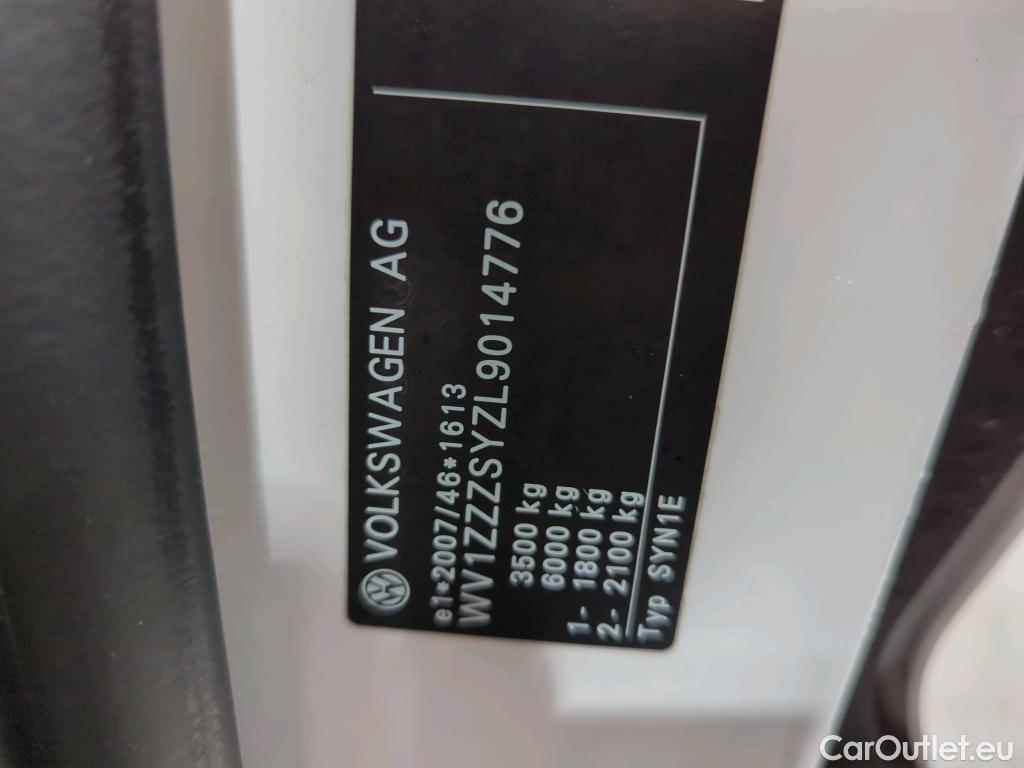 VOLKSWAGEN AG
e1*2007/46*1613
WV1ZZZSYZL9014776
3500 kg
6000 kg
1- 1800 kg
2- 2100 kg
Typ SYN1E
CarOutlet.eu